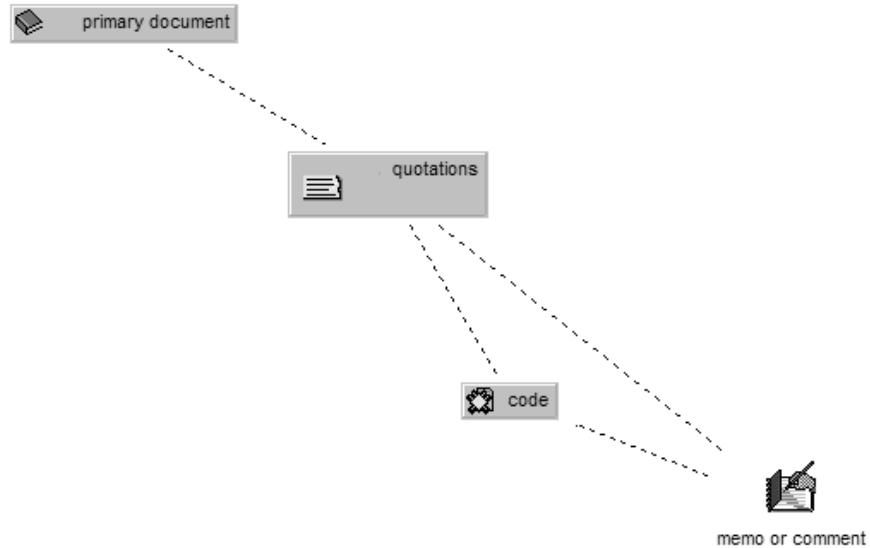 primary document
quotations
code
memo or comment